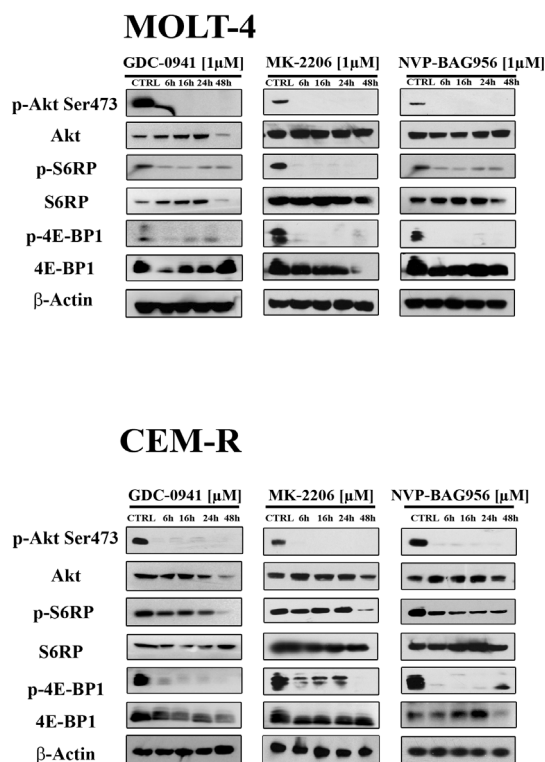 MOLT-4
GDC-0941 [1µM] MK-2206 [1µM] NVP-BAG956 [1µM]
CTRL 6h 16h 24h 48h CTRL 6h 16h 24h 48h CTRL 6h 16h 24h 48h
p-Akt Ser473
Akt
p-S6RP
S6RP
p-4E-BP1
4E-BP1
β-Actin
CEM-R
GDC-0941 [µM] MK-2206 [µM] NVP-BAG956 [µM]
CTRL 6h 16h 24h 48h CTRL 6h 16h 24h 48h CTRL 6h 16h 24h 48h
p-Akt Ser473
Akt
p-S6RP
S6RP
p-4E-BP1
4E-BP1
β-Actin